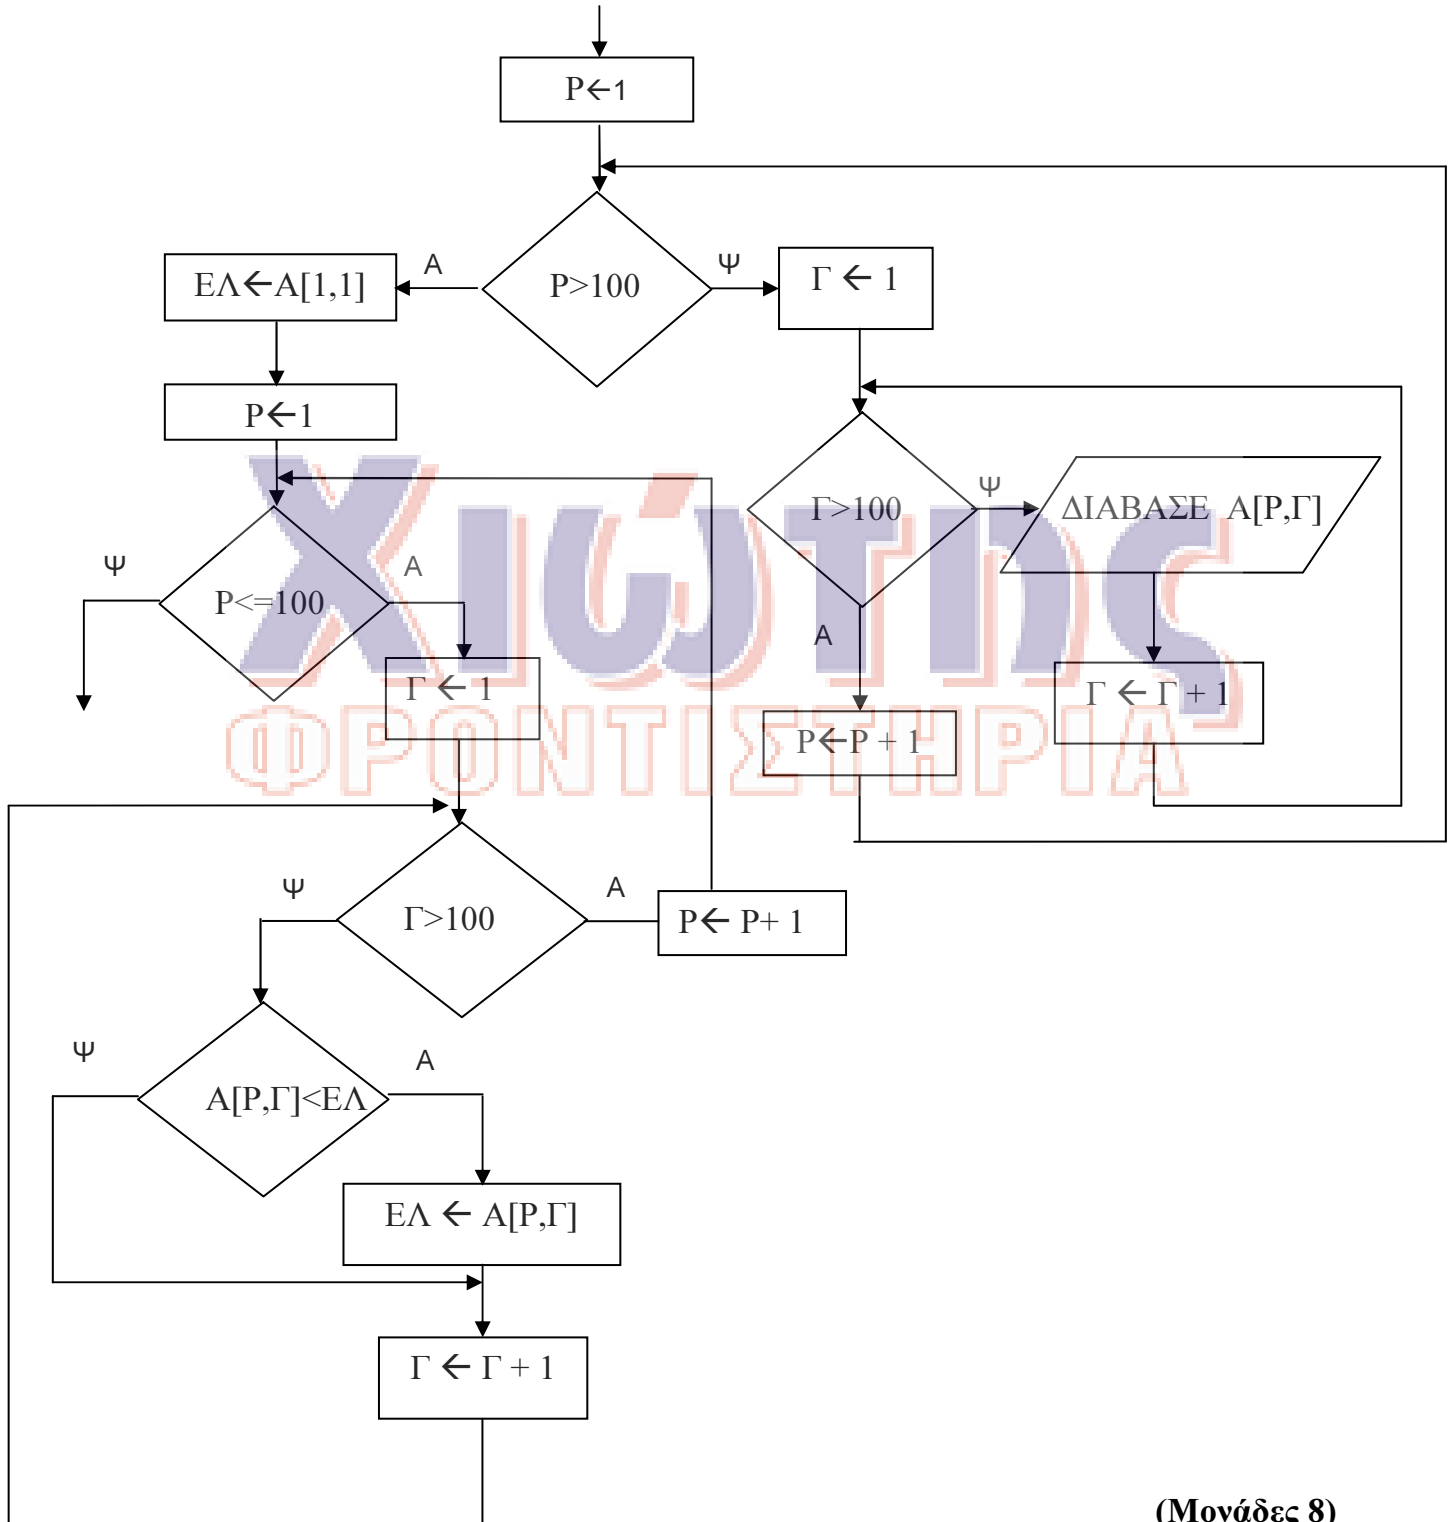 Ρ←1
Ρ>100
Α
Ψ
ΕΛ←Α[1,1]
Γ ← 1
Ρ←1
Γ>100
Ψ
ΔΙΑΒΑΣΕ Α[Ρ,Γ]
Α
Ρ<=100
Ψ
Α
Γ ← 1
Γ ← Γ + 1
Ρ←Ρ + 1
ΧΙώΤΗς
ΦΡΟΝΤΙΣΤΗΡΙΑ
Γ>100
Ψ
Α
Ρ← Ρ+ 1
Α[Ρ,Γ]<ΕΛ
Ψ
Α
ΕΛ ← Α[Ρ,Γ]
Γ ← Γ + 1
(Μονάδες 8)